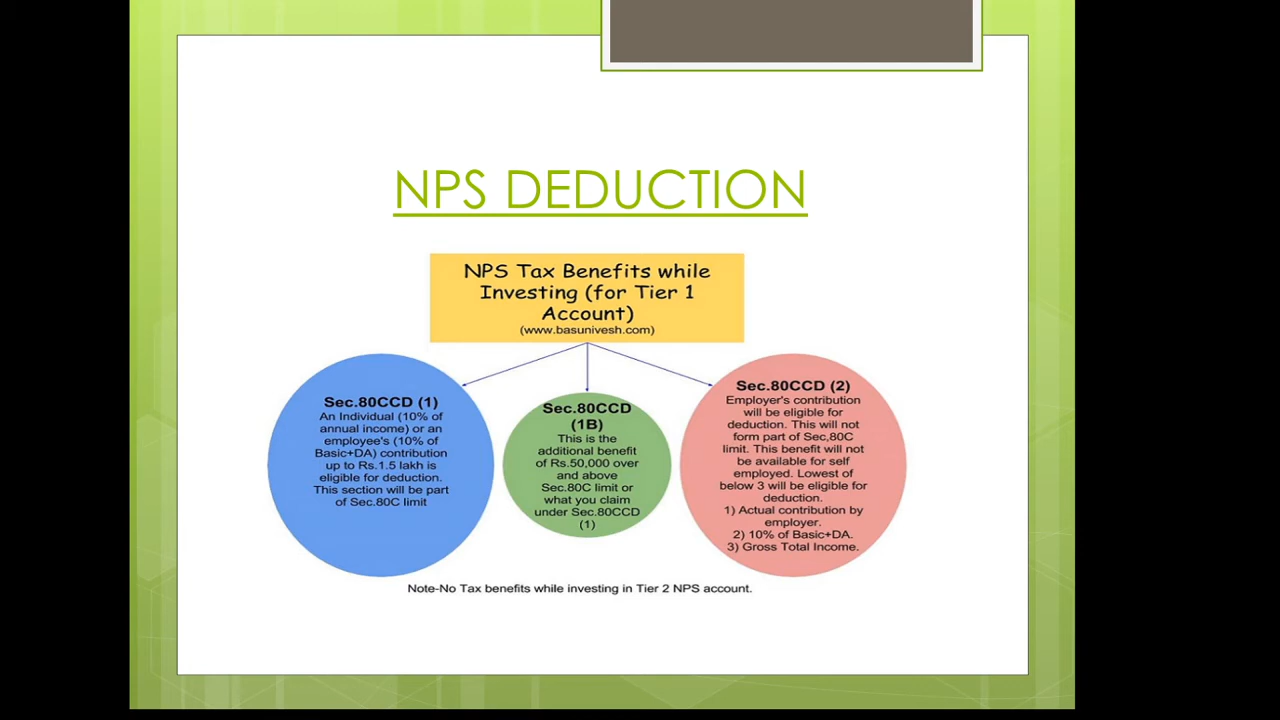 NPS DEDUCTION
NPS Tax Benefits while
Investing (for Tier 1
Account)
(www.basunivesh.com)
Sec.80CCD (1)
An Individual (10% of
annual income) or an
employee's (10% of
Basic+DA) contribution
up to Rs.1.5 lakh is
eligible for deduction.
This section will be part
of Sec.80C limit
Sec.80CCD
(1B)
This is the
additional benefit
of Rs.50,000 over
and above
Sec.80C limit or
what you claim
under Sec.80CCD
(1)
Sec.80CCD (2)
Employer's contribution
will be eligible for
deduction. This will not
form part of Sec,80C
limit. This benefit will not
be available for self
employed. Lowest of
below 3 will be eligible for
deduction.
1) Actual contribution by
employer.
2) 10% of Basic+DA.
3) Gross Total Income.
Note-No Tax benefits while investing in Tier 2 NPS account.